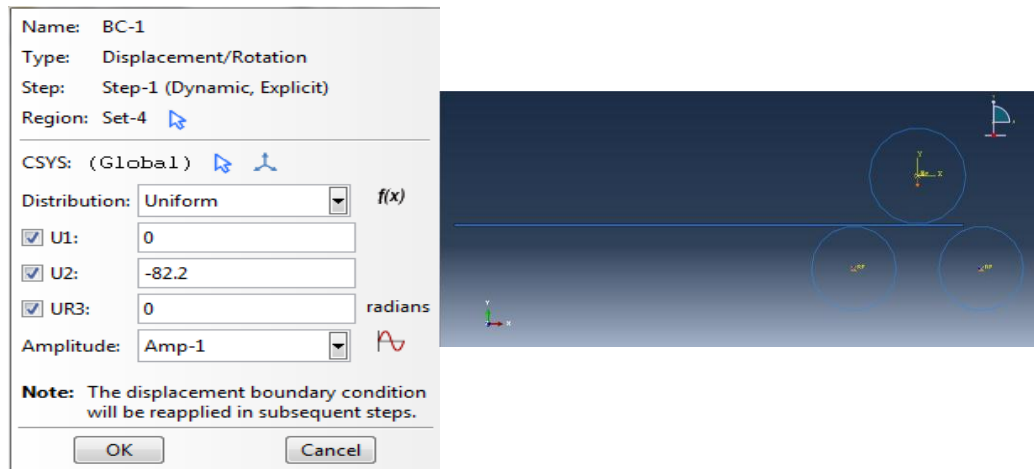 Name: BC-1
Type: Displacement/Rotation
Step: Step-1 (Dynamic, Explicit)
Region: Set-4
CSYS: (Global)
Distribution: Uniform f(x)
U1: 0
U2: -82.2
UR3: 0 radians
Amplitude: Amp-1
Note: The displacement boundary condition
will be reapplied in subsequent steps.
OK Cancel
Y
X
RP
RP
Y
X